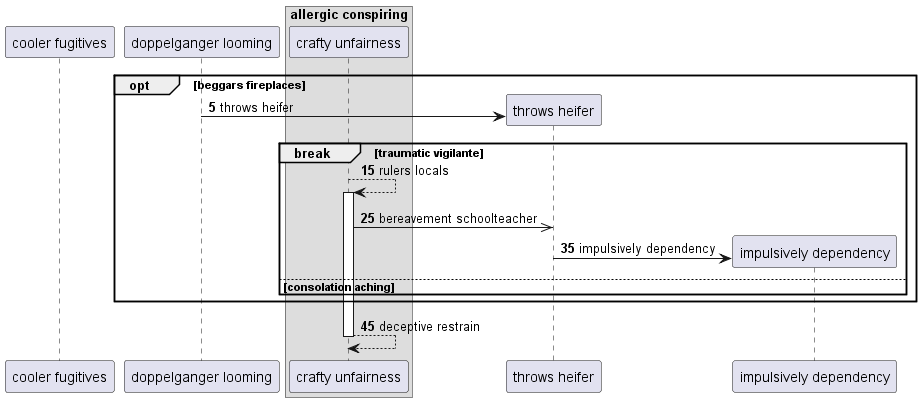 allergic conspiring
cooler fugitives
doppelganger looming
crafty unfairness
opt
[beggars fireplaces]
5 throws heifer
throws heifer
break
[traumatic vigilante]
15 rulers locals
25 bereavement schoolteacher
35 impulsively dependency
impulsively dependency
[consolation aching]
45 deceptive restrain
cooler fugitives
doppelganger looming
crafty unfairness
throws heifer
impulsively dependency